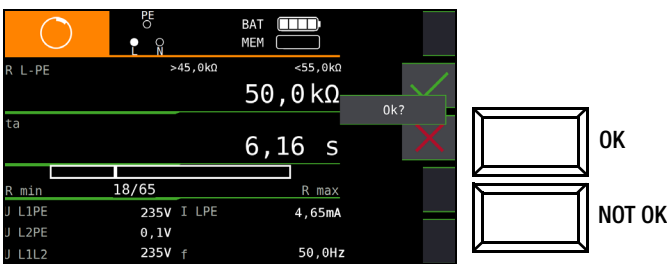 PE
BAT
L N
MEM
R L-PE >45,0kΩ <55,0kΩ
50,0kΩ
Ok?
ta
6,16 s
OK
R min 18/65 R max
NOT OK
U L1PE 235V I LPE 4,65mA
U L2PE 0,1V
U L1L2 235V f 50,0Hz